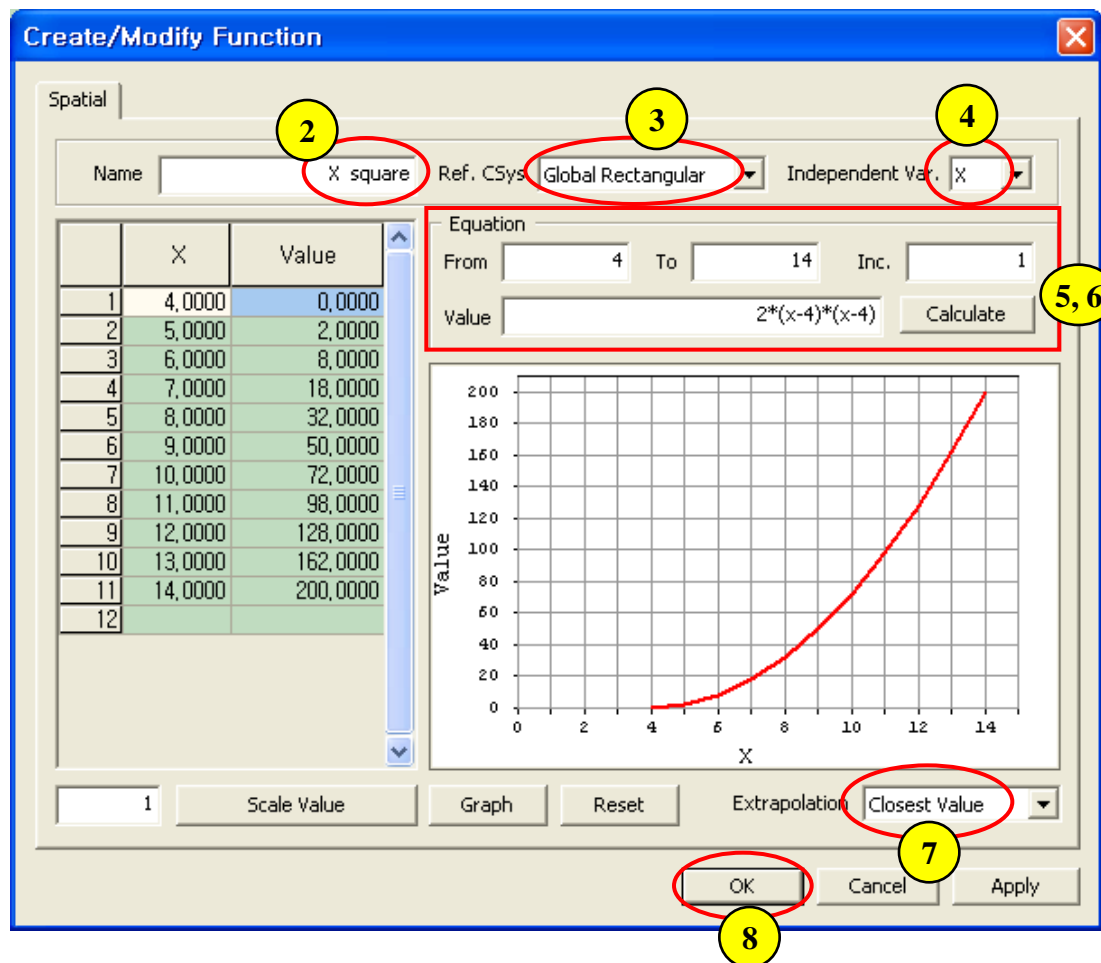 Create/Modify Function
Spatial
2
3
4
Name X square Ref. CSys Global Rectangular Independent Var. X
X Value
1 4,0000 0,0000
2 5,0000 2,0000
3 6,0000 8,0000
4 7,0000 18,0000
5 8,0000 32,0000
6 9,0000 50,0000
7 10,0000 72,0000
8 11,0000 98,0000
9 12,0000 128,0000
10 13,0000 162,0000
11 14,0000 200,0000
12
Equation
From 4 To 14 Inc. 1
Value 2*(x-4)*(x-4) Calculate
5, 6
200
180
160
140
120
100
80
60
40
20
0
Value
0 2 4 6 8 10 12 14
X
1 Scale Value Graph Reset Extrapolation Closest Value
7
OK Cancel Apply
8